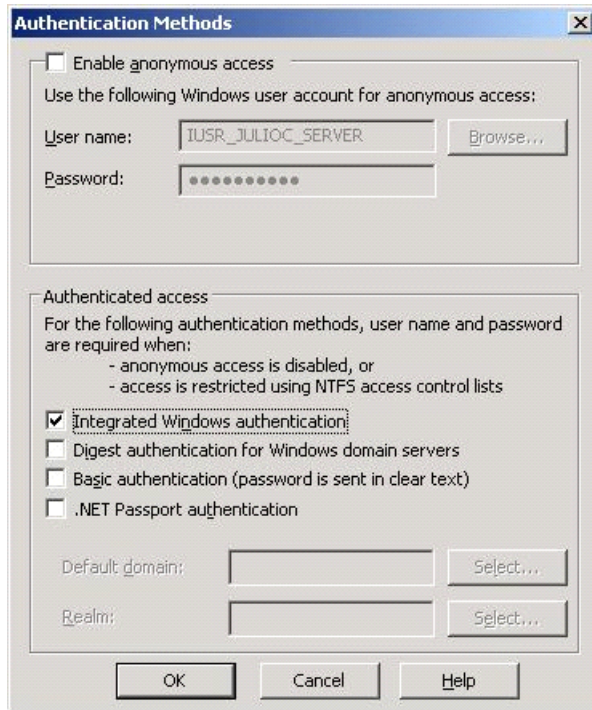 Authentication Methods
Enable anonymous access
Use the following Windows user account for anonymous access:
User name: IUSR_JULIOC_SERVER Browse...
Password: ●●●●●●●●●●
Authenticated access
For the following authentication methods, user name and password
are required when:
- anonymous access is disabled, or
- access is restricted using NTFS access control lists
Integrated Windows authentication
Digest authentication for Windows domain servers
Basic authentication (password is sent in clear text)
.NET Passport authentication
Default domain: Select...
Realm: Select...
OK Cancel Help